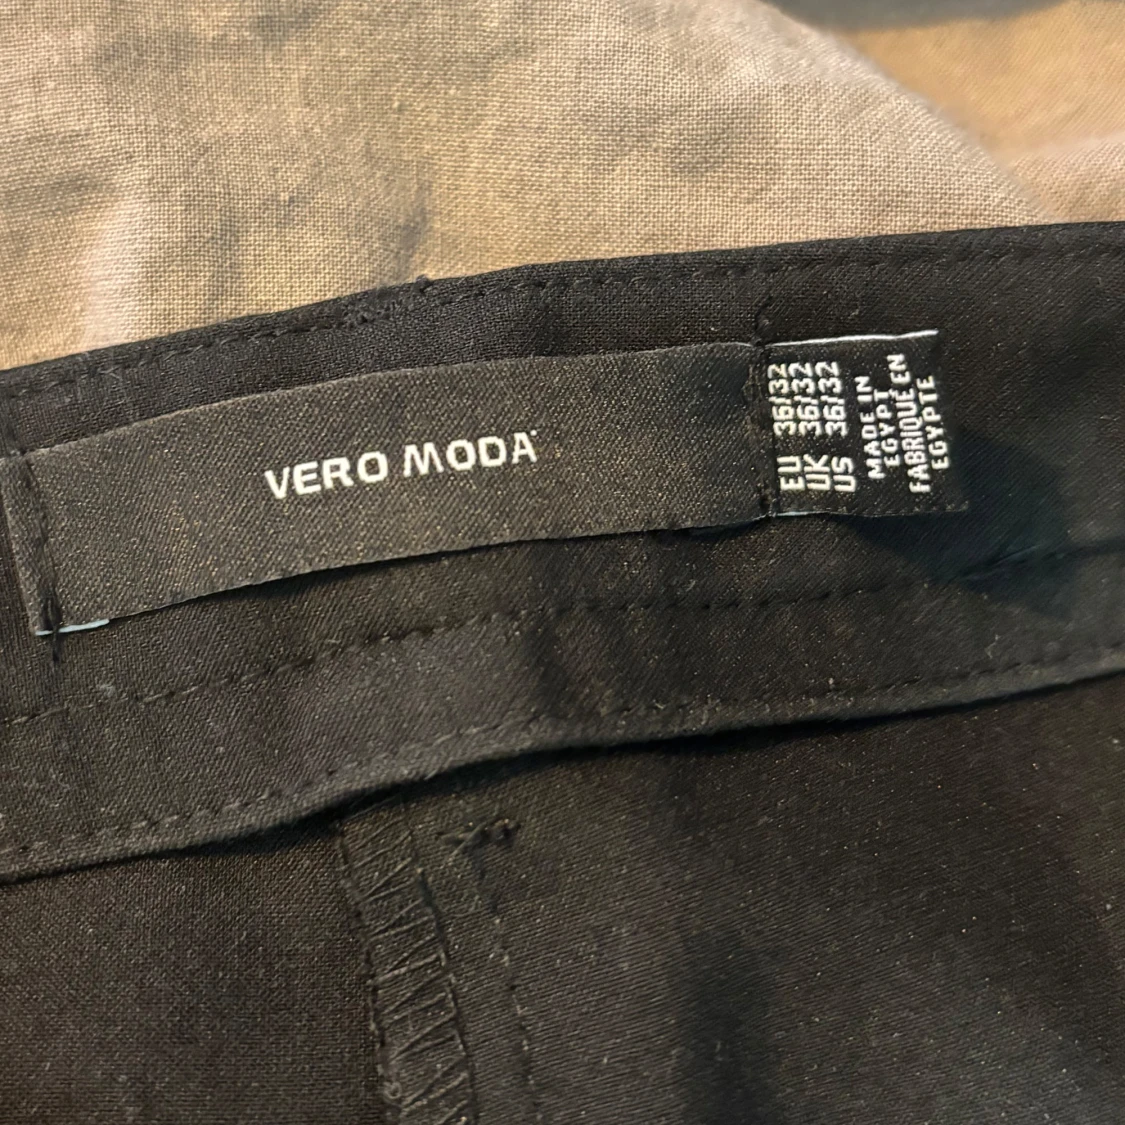 VERO MODA
EU 36/32
UK 36/32
US 36/32
MADE IN
EGYPT
FABRIQUÉ EN
EGYPTE